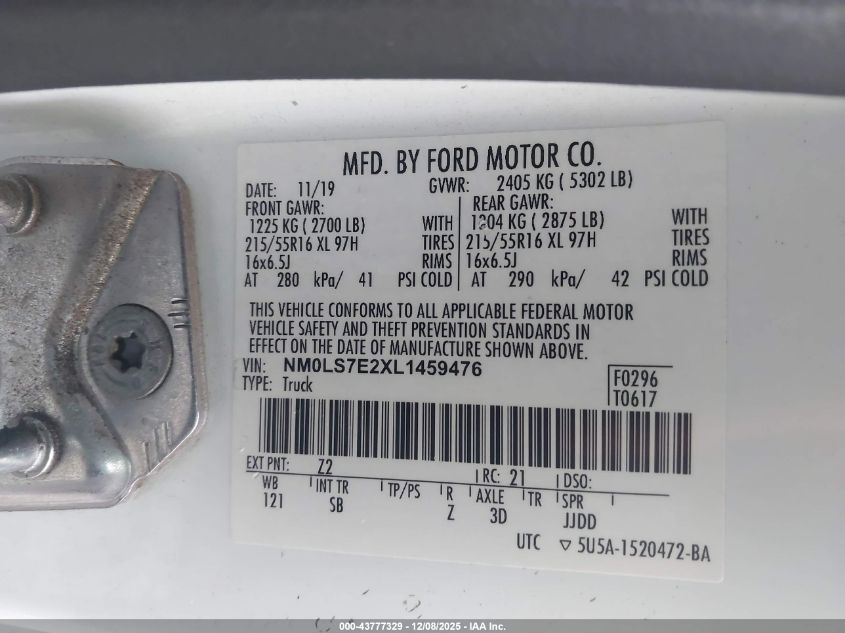 MFD. BY FORD MOTOR CO.
DATE: 11/19 GVWR: 2405 KG ( 5302 LB)
FRONT GAWR: REAR GAWR:
1225 KG ( 2700 LB) WITH 1304 KG ( 2875 LB) WITH
215/55R16 XL 97H TIRES 215/55R16 XL 97H TIRES
16x6.5J RIMS 16x6.5J RIMS
AT 280 kPa/ 41 PSI COLD AT 290 kPa/ 42 PSI COLD
THIS VEHICLE CONFORMS TO ALL APPLICABLE FEDERAL MOTOR
VEHICLE SAFETY AND THEFT PREVENTION STANDARDS IN
EFFECT ON THE DATE OF MANUFACTURE SHOWN ABOVE.
VIN: NM0LS7E2XL1459476
TYPE: Truck
F0296
T0617
EXT PNT: Z2 RC: 21 DSO:
WB INT TR TP/PS R AXLE TR SPR
121 SB Z 3D JJDD
UTC ▽ 5U5A-1520472-BA
000-43777329 - 12/08/2025 - IAA Inc.